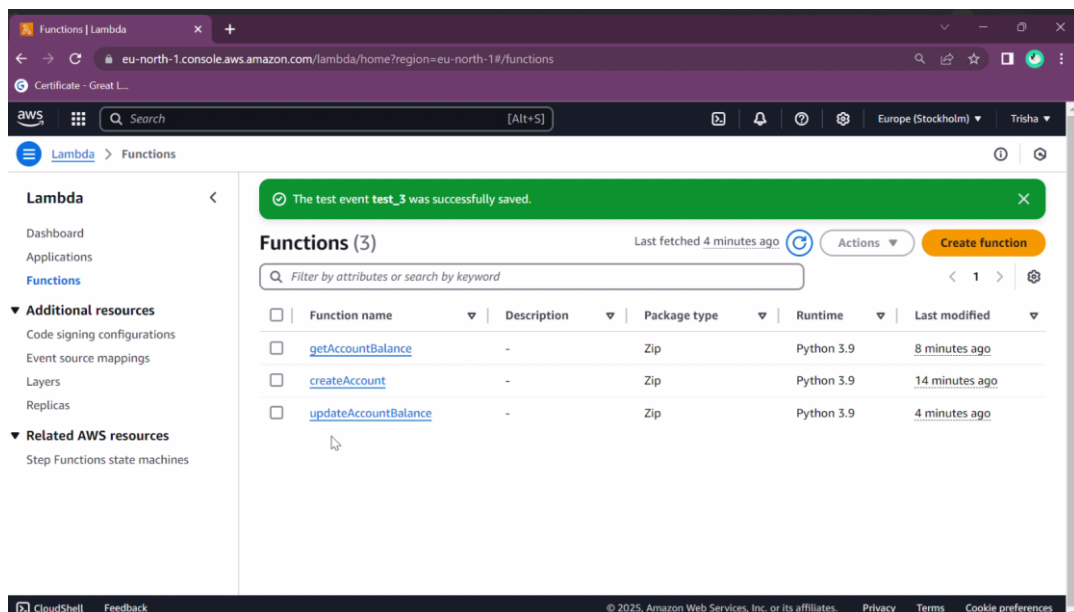 Functions | Lambda
eu-north-1.console.aws.amazon.com/lambda/home?region=eu-north-1#/functions
Certificate - Great L...
aws Search [Alt+S] Europe (Stockholm) Trisha
Lambda > Functions
Lambda
Dashboard
Applications
Functions
Additional resources
Code signing configurations
Event source mappings
Layers
Replicas
Related AWS resources
Step Functions state machines
The test event test_3 was successfully saved.
Functions (3) Last fetched 4 minutes ago Actions Create function
Filter by attributes or search by keyword 1
Function name Description Package type Runtime Last modified
getAccountBalance - Zip Python 3.9 8 minutes ago
createAccount - Zip Python 3.9 14 minutes ago
updateAccountBalance - Zip Python 3.9 4 minutes ago
CloudShell Feedback © 2025, Amazon Web Services, Inc. or its affiliates. Privacy Terms Cookie preferences